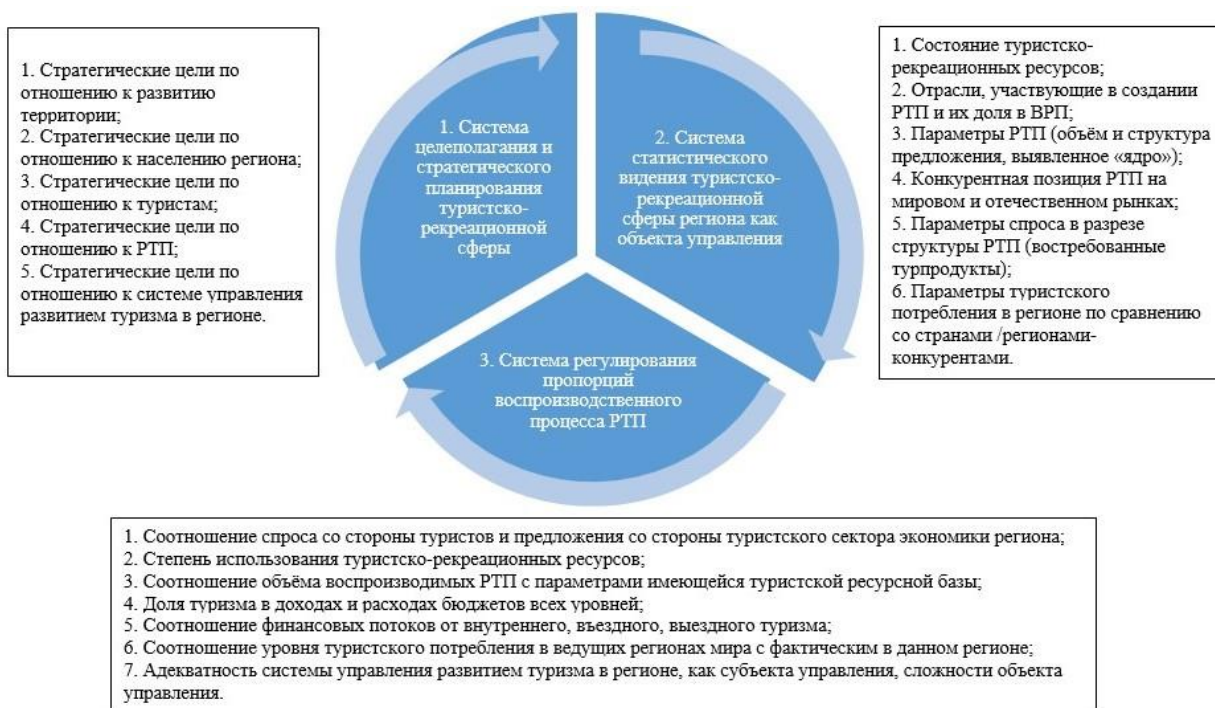 1. Стратегические цели по
отношению к развитию
территории;
2. Стратегические цели по
отношению к населению региона;
3. Стратегические цели по
отношению к туристам;
4. Стратегические цели по
отношению к РТП;
5. Стратегические цели по
отношению к системе управления
развитием туризма в регионе.
1. Система
целеполагания и
стратегического
планирования
туристско-
рекреационной
сферы
2. Система
статистического
видения туристско-
рекреационной
сферы региона как
объекта управления
1. Состояние туристско-
рекреационных ресурсов;
2. Отрасли, участвующие в создании
РТП и их доля в ВРП;
3. Параметры РТП (объём и структура
предложения, выявленное «ядро»);
4. Конкурентная позиция РТП на
мировом и отечественном рынках;
5. Параметры спроса в разрезе
структуры РТП (востребованные
турпродукты);
6. Параметры туристского
потребления в регионе по сравнению
со странами /регионами-
конкурентами.
3. Система регулирования
пропорций
воспроизводственного
процесса РТП
1. Соотношение спроса со стороны туристов и предложения со стороны туристского сектора экономики региона;
2. Степень использования туристско-рекреационных ресурсов;
3. Соотношение объёма воспроизводимых РТП с параметрами имеющейся туристской ресурсной базы;
4. Доля туризма в доходах и расходах бюджетов всех уровней;
5. Соотношение финансовых потоков от внутреннего, въездного, выездного туризма;
6. Соотношение уровня туристского потребления в ведущих регионах мира с фактическим в данном регионе;
7. Адекватность системы управления развитием туризма в регионе, как субъекта управления, сложности объекта
управления.